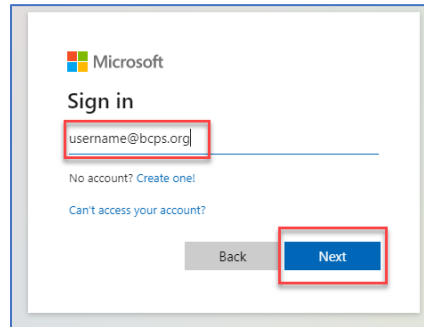 Microsoft
Sign in
username@bcps.org
No account? Create one!
Can't access your account?
Back Next